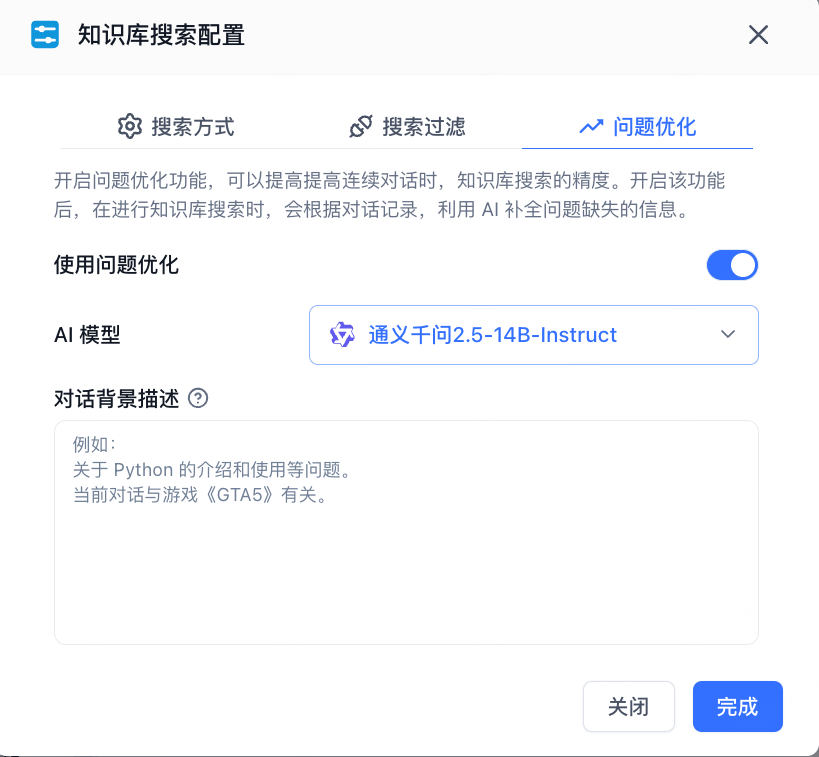 知识库搜索配置
搜索方式
搜索过滤
问题优化
开启问题优化功能，可以提高提高连续对话时，知识库搜索的精度。开启该功能
后，在进行知识库搜索时，会根据对话记录，利用 AI 补全问题缺失的信息。
使用问题优化
AI 模型
通义千问2.5-14B-Instruct
对话背景描述
例如：
关于 Python 的介绍和使用等问题。
当前对话与游戏《GTA5》有关。
关闭
完成